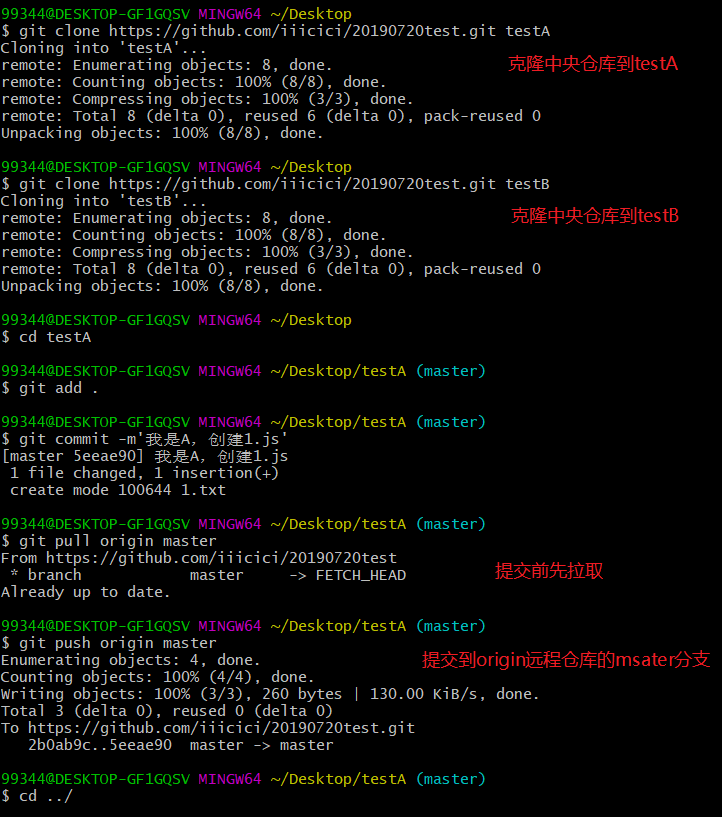 99344@DESKTOP-GF1GQSV MINGW64 ~/Desktop
$ git clone https://github.com/iiicici/20190720test.git testA
Cloning into 'testA'...
remote: Enumerating objects: 8, done.
克隆中央仓库到testA
remote: Counting objects: 100% (8/8), done.
remote: Compressing objects: 100% (3/3), done.
remote: Total 8 (delta 0), reused 6 (delta 0), pack-reused 0
Unpacking objects: 100% (8/8), done.
99344@DESKTOP-GF1GQSV MINGW64 ~/Desktop
$ git clone https://github.com/iiicici/20190720test.git testB
Cloning into 'testB'...
remote: Enumerating objects: 8, done.
克隆中央仓库到testB
remote: Counting objects: 100% (8/8), done.
remote: Compressing objects: 100% (3/3), done.
remote: Total 8 (delta 0), reused 6 (delta 0), pack-reused 0
Unpacking objects: 100% (8/8), done.
99344@DESKTOP-GF1GQSV MINGW64 ~/Desktop
$ cd testA
99344@DESKTOP-GF1GQSV MINGW64 ~/Desktop/testA (master)
$ git add .
99344@DESKTOP-GF1GQSV MINGW64 ~/Desktop/testA (master)
$ git commit -m'我是A，创建1.js'
[master 5eeae90] 我是A，创建1.js
1 file changed, 1 insertion(+)
create mode 100644 1.txt
99344@DESKTOP-GF1GQSV MINGW64 ~/Desktop/testA (master)
$ git pull origin master
From https://github.com/iiicici/20190720test
* branch            master     -> FETCH_HEAD
提交前先拉取
Already up to date.
99344@DESKTOP-GF1GQSV MINGW64 ~/Desktop/testA (master)
$ git push origin master
Enumerating objects: 4, done.
提交到origin远程仓库的msater分支
Counting objects: 100% (4/4), done.
Writing objects: 100% (3/3), 260 bytes | 130.00 KiB/s, done.
Total 3 (delta 0), reused 0 (delta 0)
To https://github.com/iiicici/20190720test.git
2b0ab9c..5eeae90  master -> master
99344@DESKTOP-GF1GQSV MINGW64 ~/Desktop/testA (master)
$ cd ../